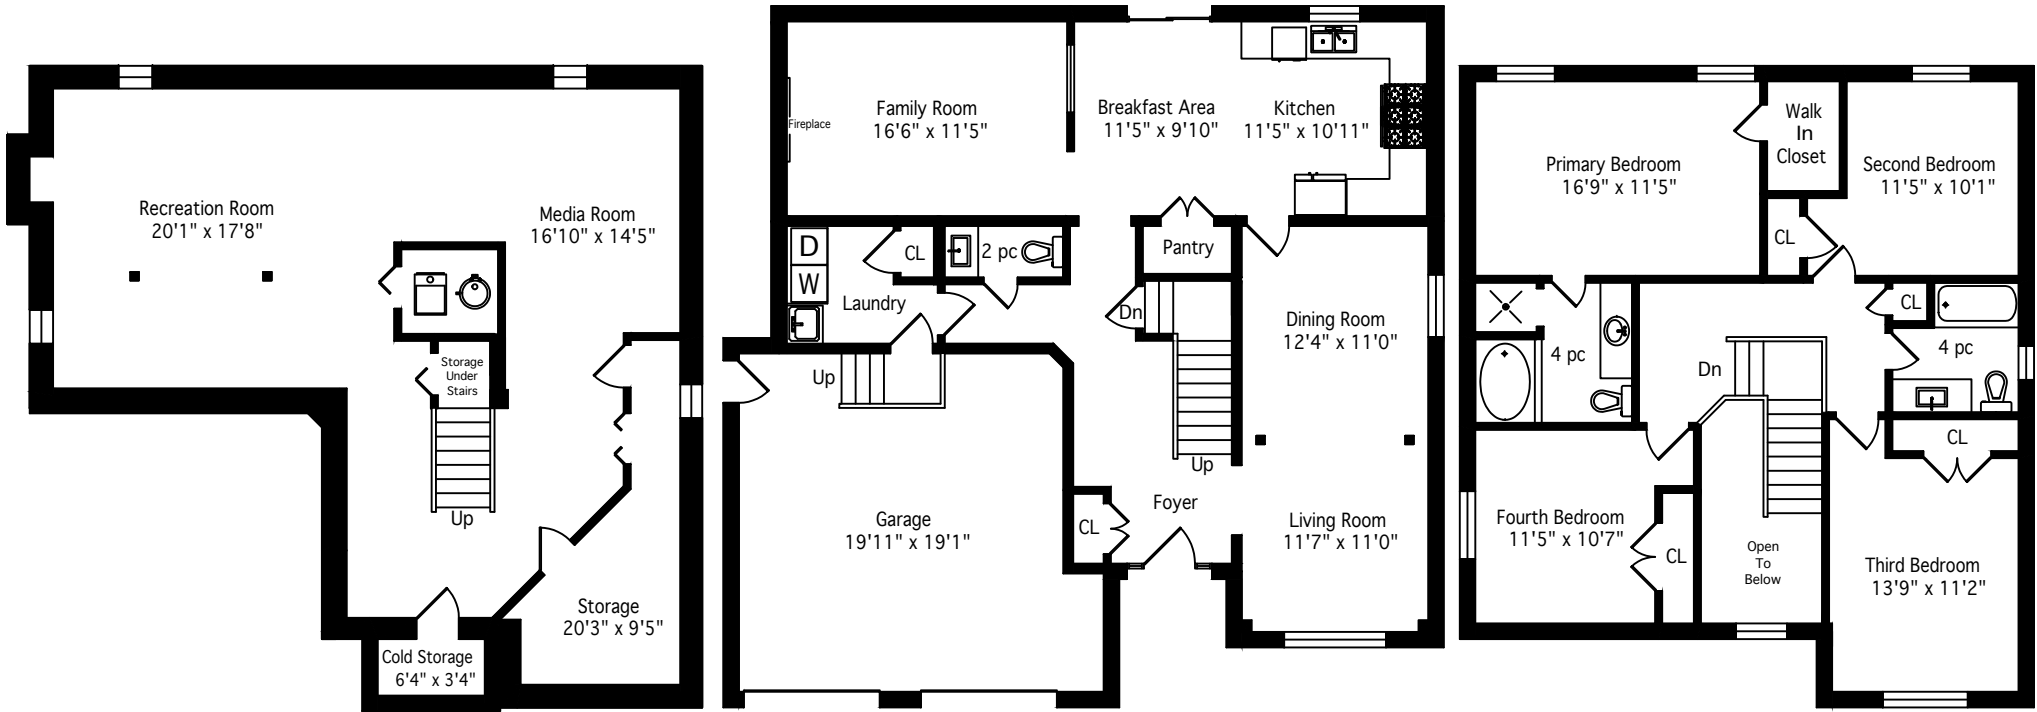 Recreation Room
20'1" x 17'8"
Media Room
16'10" x 14'5"
Storage
Under
Stairs
Up
Storage
20'3" x 9'5"
Cold Storage
6'4" x 3'4"
Family Room
16'6" x 11'5"
Fireplace
Breakfast Area
11'5" x 9'10"
Kitchen
11'5" x 10'11"
D
W
CL
2 pc
Laundry
Pantry
Dn
Up
Dining Room
12'4" x 11'0"
Up
Foyer
CL
Garage
19'11" x 19'1"
Living Room
11'7" x 11'0"
Primary Bedroom
16'9" x 11'5"
Walk
In
Closet
Second Bedroom
11'5" x 10'1"
CL
4 pc
CL
4 pc
Dn
CL
Fourth Bedroom
11'5" x 10'7"
CL
Open
To
Below
Third Bedroom
13'9" x 11'2"